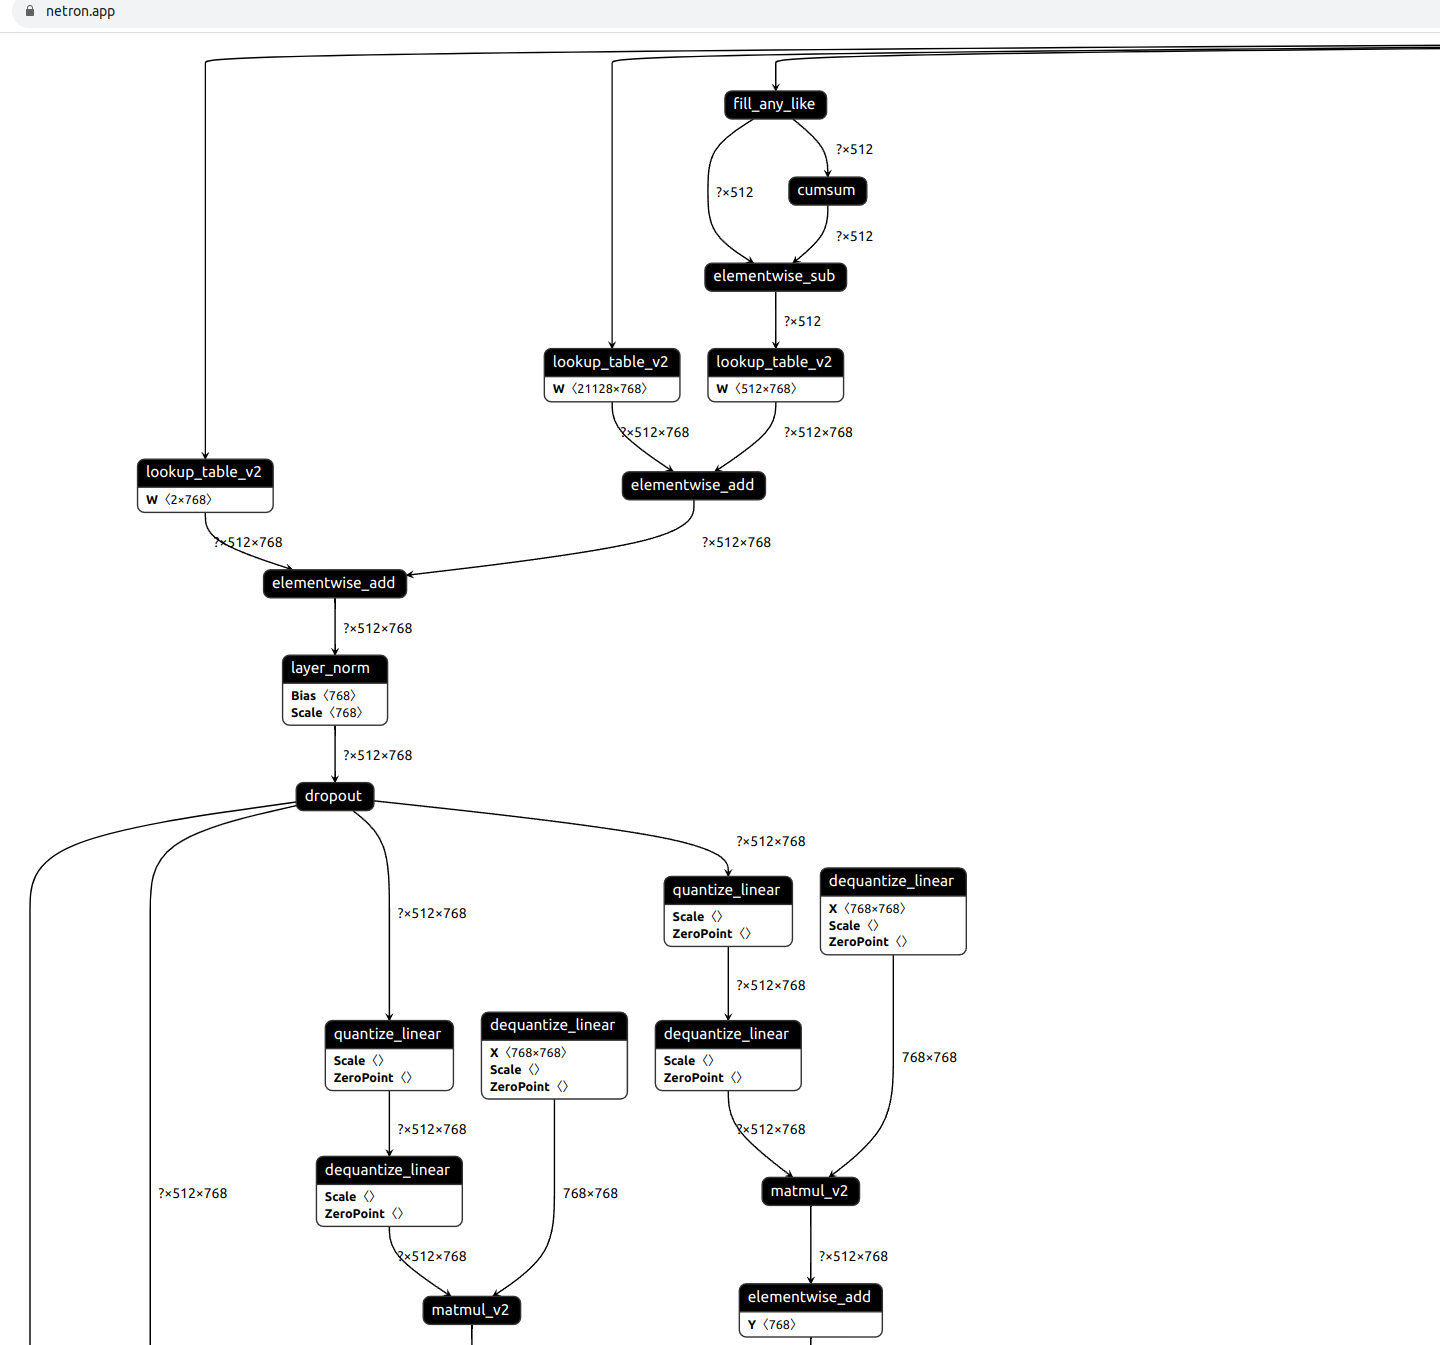 netron.app
fill_any_like
?×512
cumsum
?×512
?×512
elementwise_sub
?×512
lookup_table_v2
W〈21128×768〉
lookup_table_v2
W〈512×768〉
?×512×768
?×512×768
lookup_table_v2
W〈2×768〉
elementwise_add
?×512×768
?×512×768
elementwise_add
?×512×768
layer_norm
Bias〈768〉
Scale〈768〉
?×512×768
dropout
?×512×768
quantize_linear
Scale〈〉
ZeroPoint〈〉
dequantize_linear
X〈768×768〉
Scale〈〉
ZeroPoint〈〉
?×512×768
?×512×768
quantize_linear
Scale〈〉
ZeroPoint〈〉
dequantize_linear
X〈768×768〉
Scale〈〉
ZeroPoint〈〉
dequantize_linear
Scale〈〉
ZeroPoint〈〉
768×768
?×512×768
?×512×768
dequantize_linear
Scale〈〉
ZeroPoint〈〉
?×512×768
768×768
matmul_v2
?×512×768
?×512×768
matmul_v2
elementwise_add
Y〈768〉